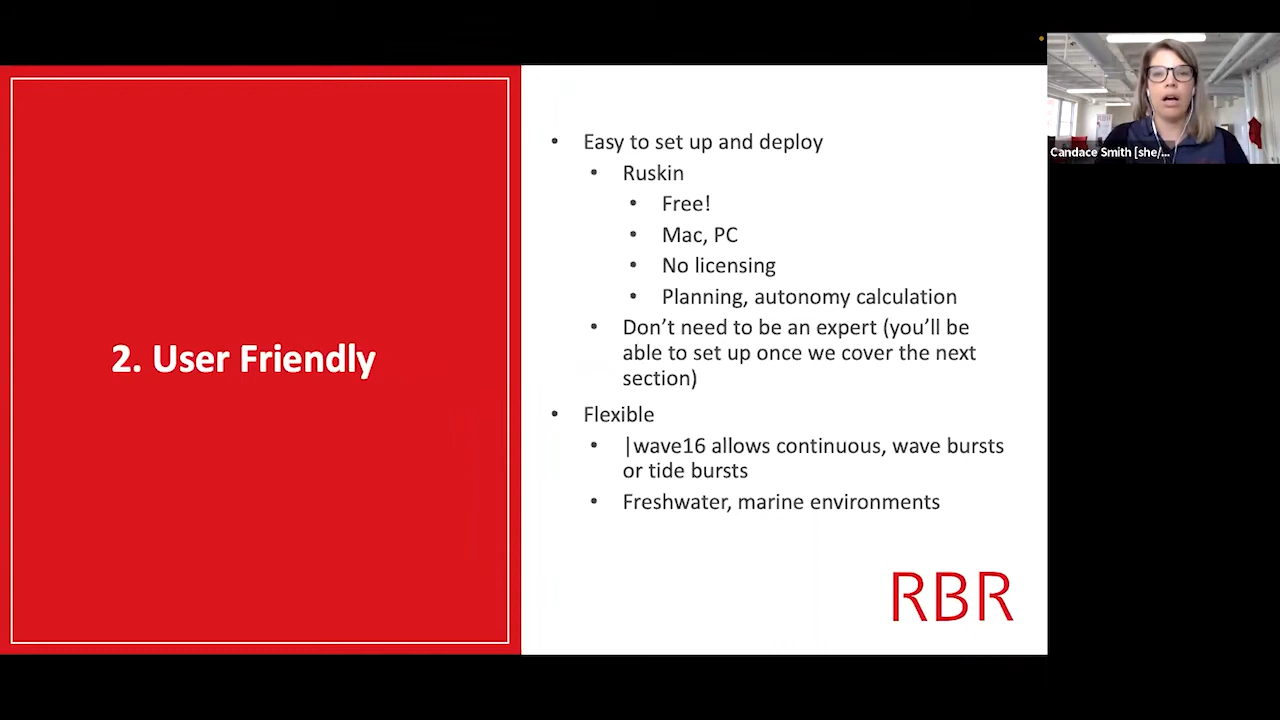 2. User Friendly
• Easy to set up and deploy
• Ruskin
• Free!
• Mac, PC
• No licensing
• Planning, autonomy calculation
• Don’t need to be an expert (you’ll be
able to set up once we cover the next
section)
• Flexible
• |wave16 allows continuous, wave bursts
or tide bursts
• Freshwater, marine environments
RBR
Candace Smith [she/...